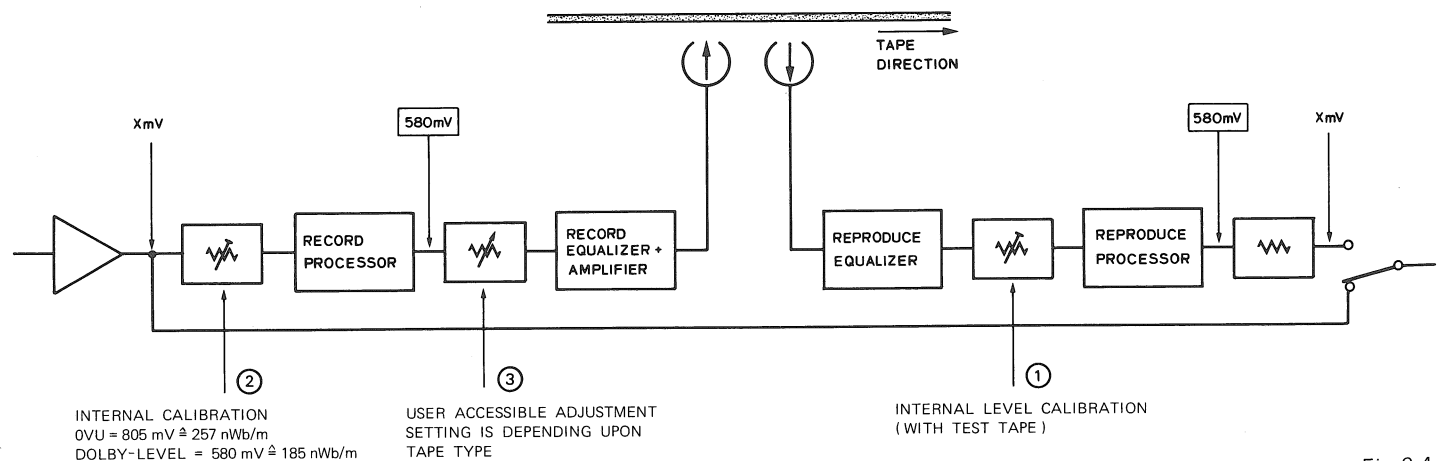 TAPE
DIRECTION
XmV
580mV
580mV
XmV
RECORD
PROCESSOR
RECORD
EQUALIZER +
AMPLIFIER
REPRODUCE
EQUALIZER
REPRODUCE
PROCESSOR
2
INTERNAL CALIBRATION
0VU = 805 mV ≙ 257 nWb/m
DOLBY-LEVEL = 580 mV ≙ 185 nWb/m
3
USER ACCESSIBLE ADJUSTMENT
SETTING IS DEPENDING UPON
TAPE TYPE
1
INTERNAL LEVEL CALIBRATION
(WITH TEST TAPE)